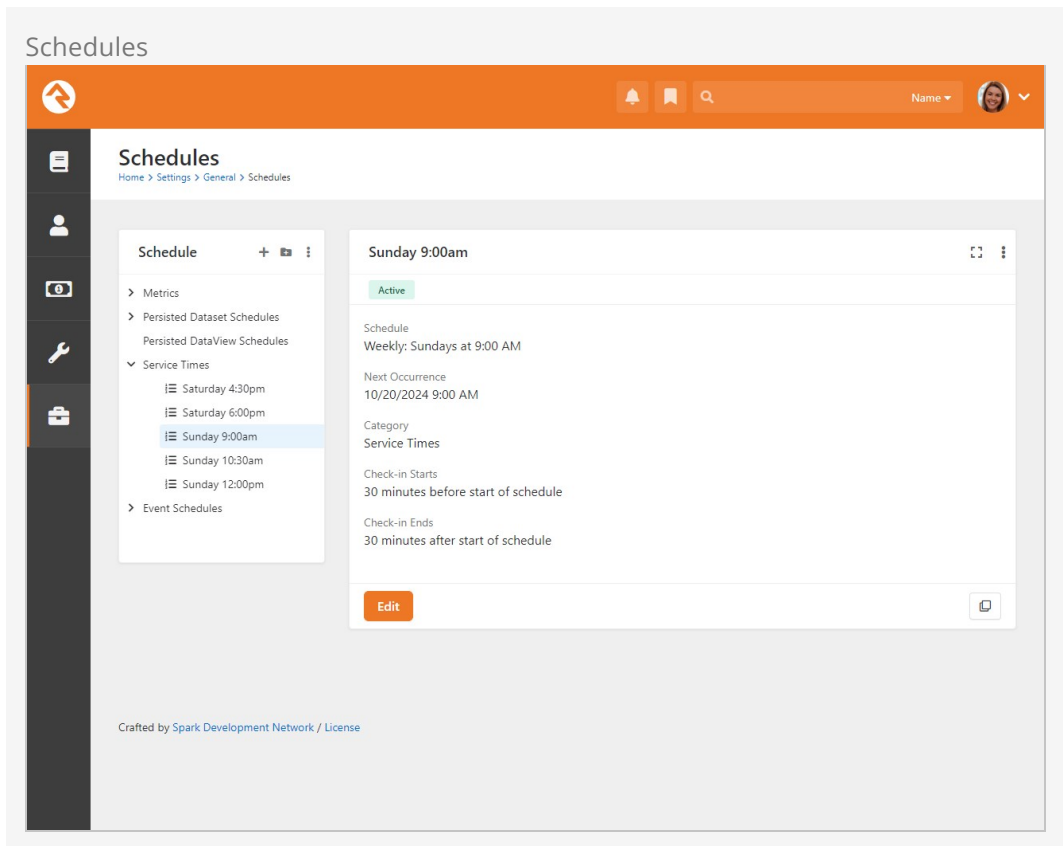 Schedules
Name
Schedules
Home > Settings > General > Schedules
Schedule
Metrics
Persisted Dataset Schedules
Persisted DataView Schedules
Service Times
Saturday 4:30pm
Saturday 6:00pm
Sunday 9:00am
Sunday 10:30am
Sunday 12:00pm
Event Schedules
Sunday 9:00am
Active
Schedule
Weekly: Sundays at 9:00 AM
Next Occurrence
10/20/2024 9:00 AM
Category
Service Times
Check-in Starts
30 minutes before start of schedule
Check-in Ends
30 minutes after start of schedule
Edit
Crafted by Spark Development Network / License